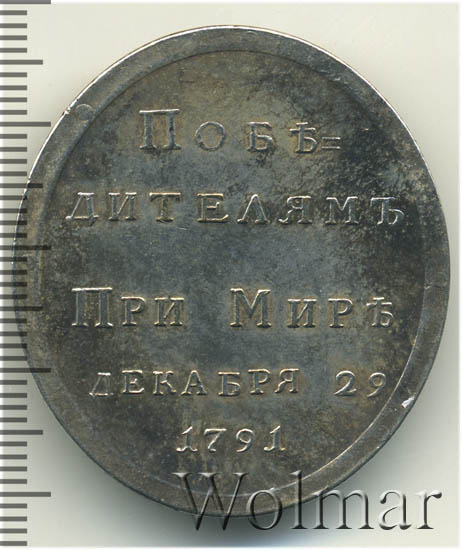 ПОБѢ=
ДИТЕЛЯМЪ
ПРИ МИРѢ
ДЕКАБРЯ 29
1791
Wolmar